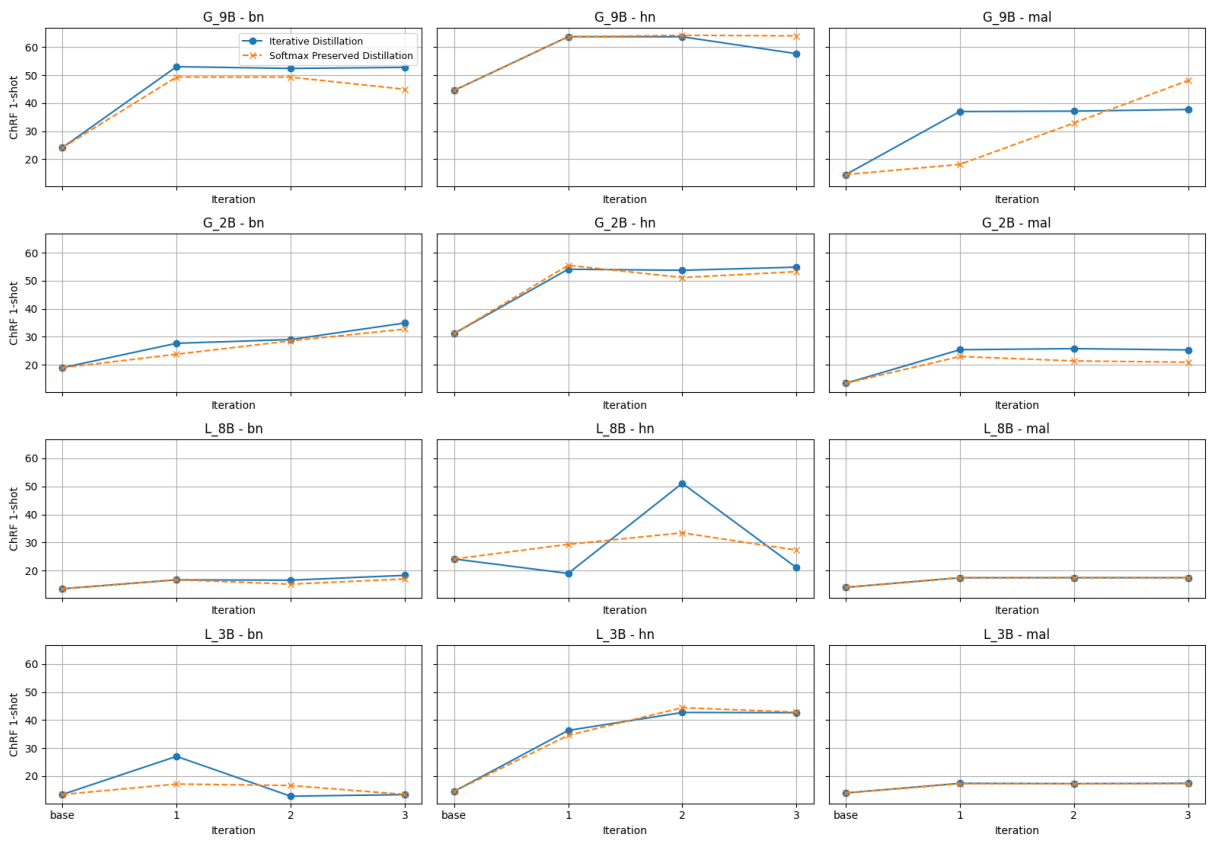 G_9B - bn
G_9B - hn
G_9B - mal
ChRF 1-shot
60
50
40
30
20
Iterative Distillation
Softmax Preserved Distillation
Iteration
Iteration
Iteration
G_2B - bn
G_2B - hn
G_2B - mal
ChRF 1-shot
60
50
40
30
20
Iteration
Iteration
Iteration
L_8B - bn
L_8B - hn
L_8B - mal
ChRF 1-shot
60
50
40
30
20
Iteration
Iteration
Iteration
L_3B - bn
L_3B - hn
L_3B - mal
ChRF 1-shot
60
50
40
30
20
base 1 2 3
base 1 2 3
base 1 2 3
Iteration
Iteration
Iteration